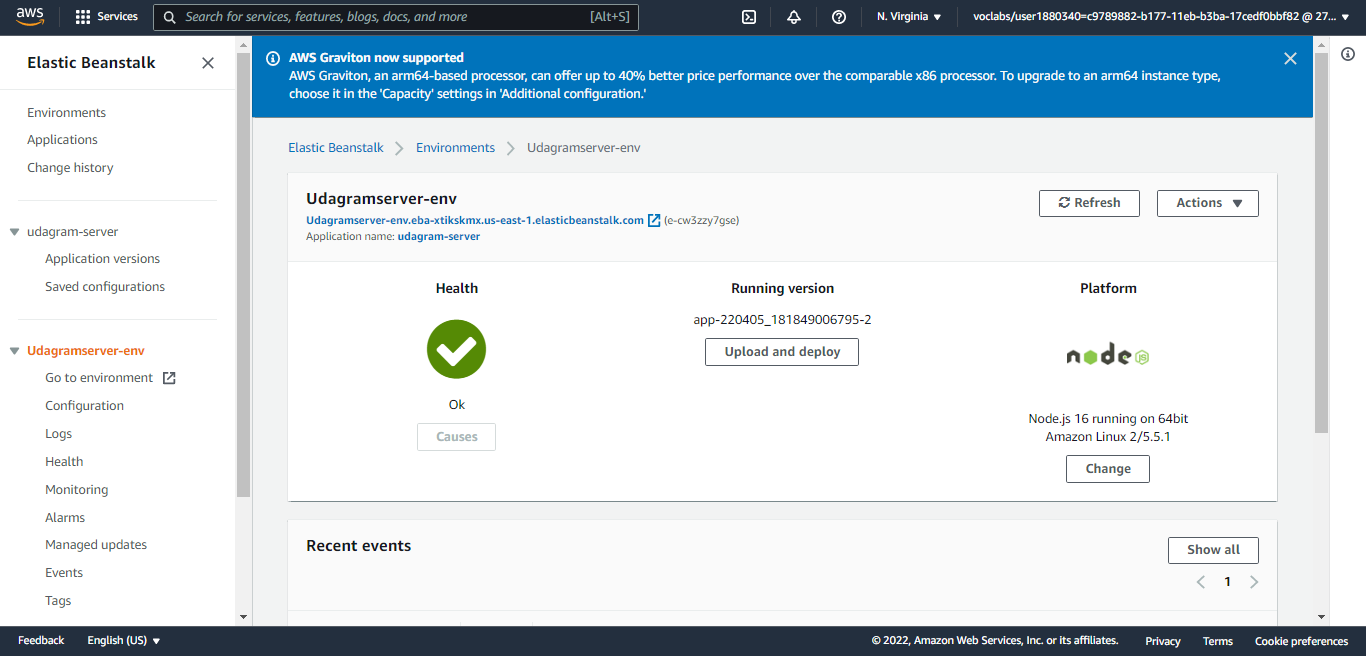 aws
Services
Search for services, features, blogs, docs, and more
[Alt+S]
N. Virginia
voclabs/user1880340=c9789882-b177-11eb-b3ba-17cedf0bbf82 @ 27...
Elastic Beanstalk
Environments
Applications
Change history
udagram-server
Application versions
Saved configurations
Udagramserver-env
Go to environment
Configuration
Logs
Health
Monitoring
Alarms
Managed updates
Events
Tags
AWS Graviton now supported
AWS Graviton, an arm64-based processor, can offer up to 40% better price performance over the comparable x86 processor. To upgrade to an arm64 instance type,
choose it in the 'Capacity' settings in 'Additional configuration.'
Elastic Beanstalk
Environments
Udagramserver-env
Udagramserver-env
Udagramserver-env.eba-xtikskmx.us-east-1.elasticbeanstalk.com (e-cw3zzy7gse)
Application name: udagram-server
Refresh
Actions
Health
Ok
Causes
Running version
app-220405_181849006795-2
Upload and deploy
Platform
node JS
Node.js 16 running on 64bit
Amazon Linux 2/5.5.1
Change
Recent events
Show all
1
Feedback
English (US)
© 2022, Amazon Web Services, Inc. or its affiliates.
Privacy
Terms
Cookie preferences